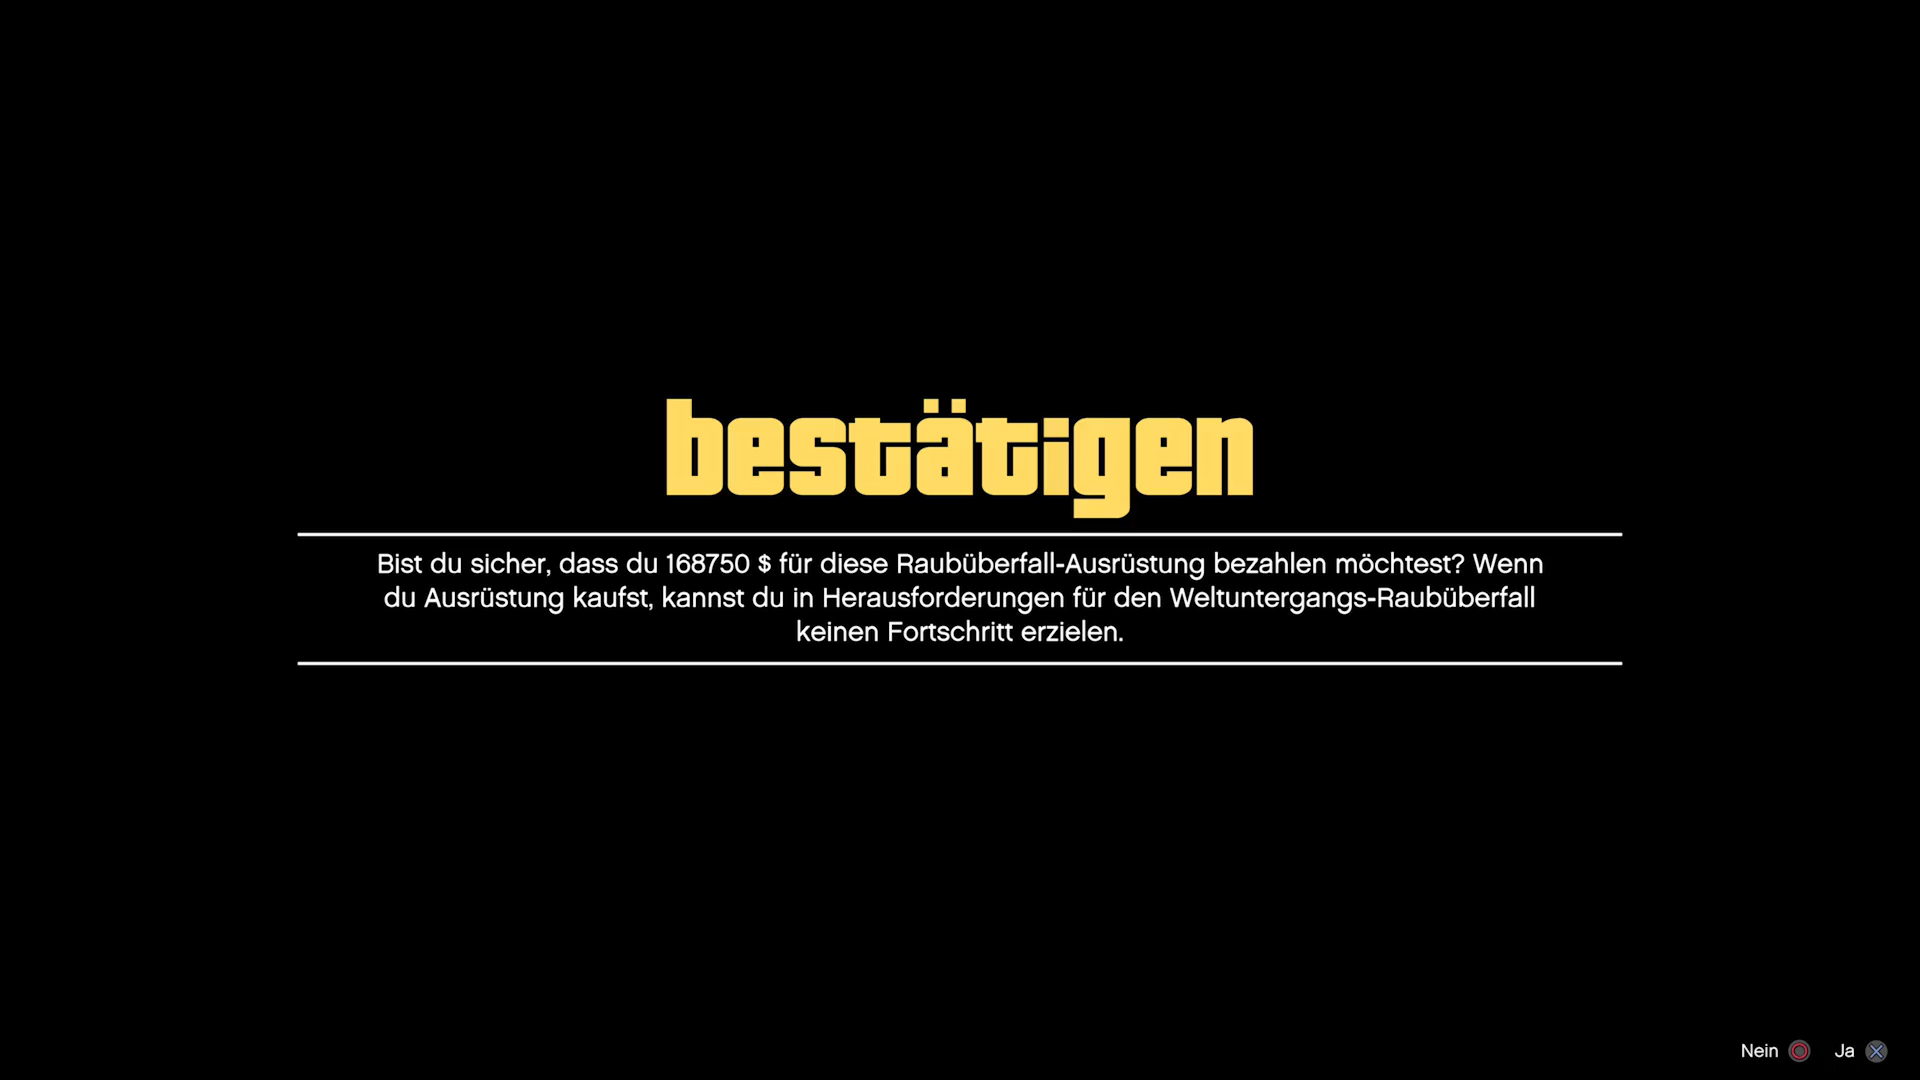 bestätigen
Bist du sicher, dass du 168750 $ für diese Raubüberfall-Ausrüstung bezahlen möchtest? Wenn
du Ausrüstung kaufst, kannst du in Herausforderungen für den Weltuntergangs-Raubüberfall
keinen Fortschritt erzielen.
Nein Ja